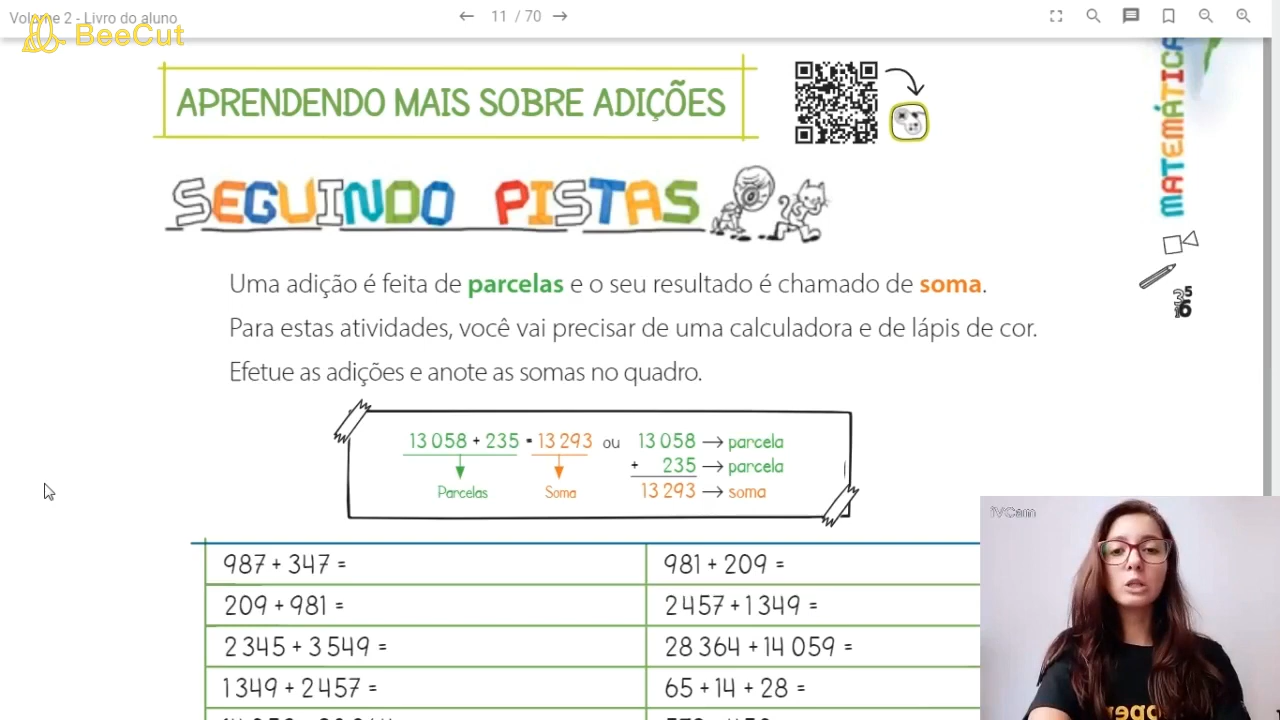 Volume 2 - Livro do aluno
11 / 70
BeeCut
APRENDENDO MAIS SOBRE ADIÇÕES
MATEMÁTICA
SEGUINDO PISTAS
Uma adição é feita de parcelas e o seu resultado é chamado de soma.
Para estas atividades, você vai precisar de uma calculadora e de lápis de cor.
Efetue as adições e anote as somas no quadro.
13 058 + 235 = 13 293 ou 13 058 → parcela
+ 235 → parcela
Parcelas Soma 13 293 → soma
iVCam
987 + 347 = 981 + 209 =
209 + 981 = 2 457 + 1 349 =
2 345 + 3 549 = 28 364 + 14 059 =
1 349 + 2 457 = 65 + 14 + 28 =